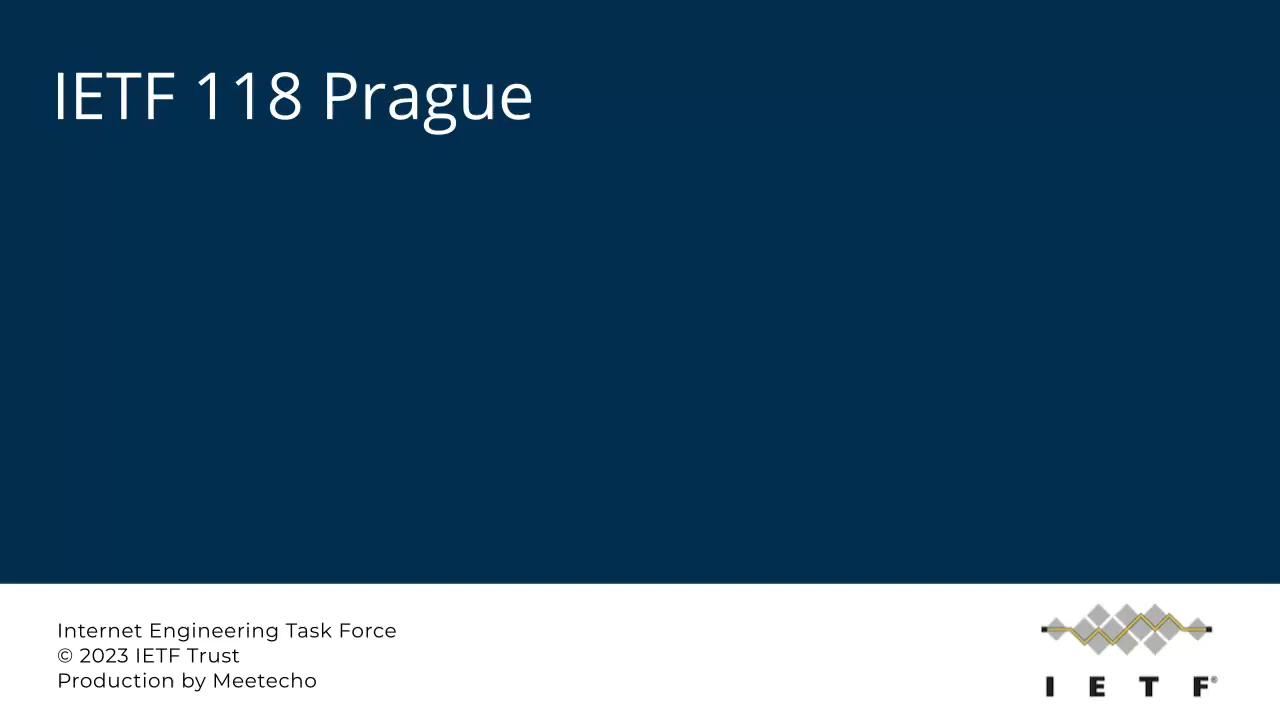 IETF 118 Prague
Internet Engineering Task Force
© 2023 IETF Trust
Production by Meetecho
I E T F®